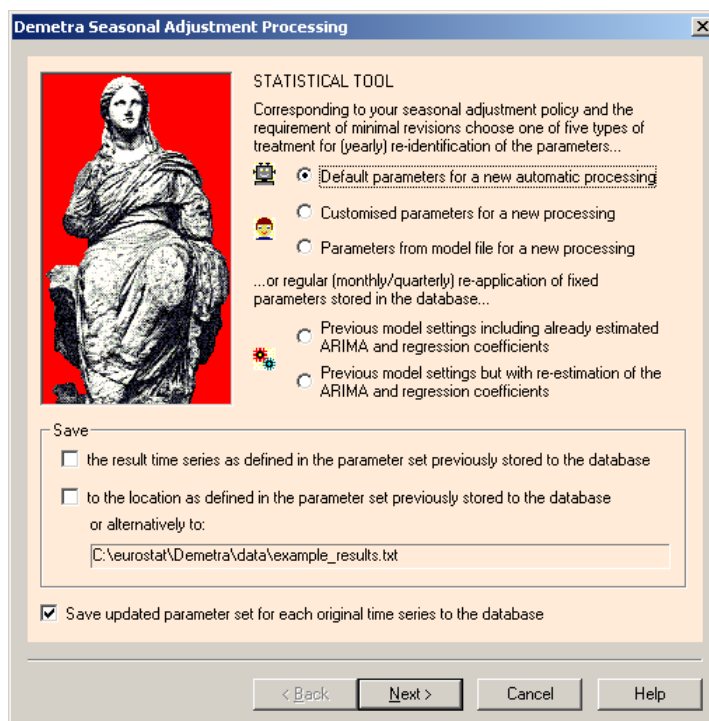 Demetra Seasonal Adjustment Processing
STATISTICAL TOOL
Corresponding to your seasonal adjustment policy and the
requirement of minimal revisions choose one of five types of
treatment for (yearly) re-identification of the parameters...
Default parameters for a new automatic processing
Customised parameters for a new processing
Parameters from model file for a new processing
...or regular (monthly/quarterly) re-application of fixed
parameters stored in the database...
Previous model settings including already estimated
ARIMA and regression coefficients
Previous model settings but with re-estimation of the
ARIMA and regression coefficients
Save
the result time series as defined in the parameter set previously stored to the database
to the location as defined in the parameter set previously stored to the database
or alternatively to:
C:\eurostat\Demetra\data\example_results.txt
Save updated parameter set for each original time series to the database
< Back
Next >
Cancel
Help